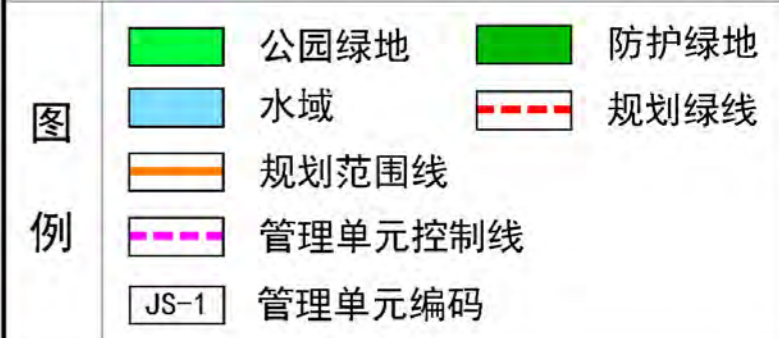 图例
公园绿地
防护绿地
水域
规划绿线
规划范围线
管理单元控制线
JS-1 管理单元编码